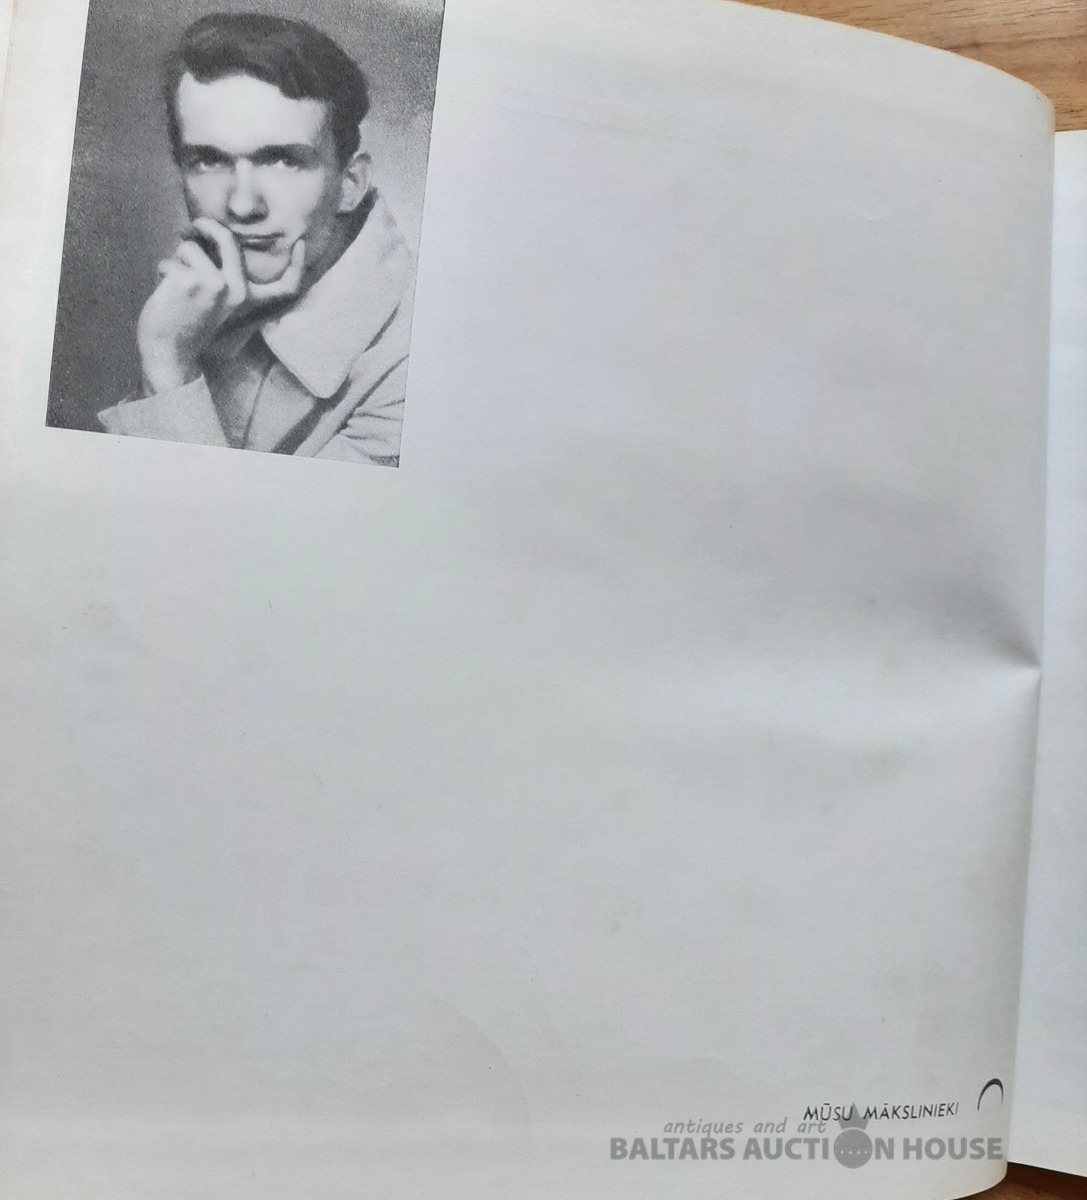 MŪSU MĀKSLINIEKI
antiques and art
BALTARS AUCTION HOUSE